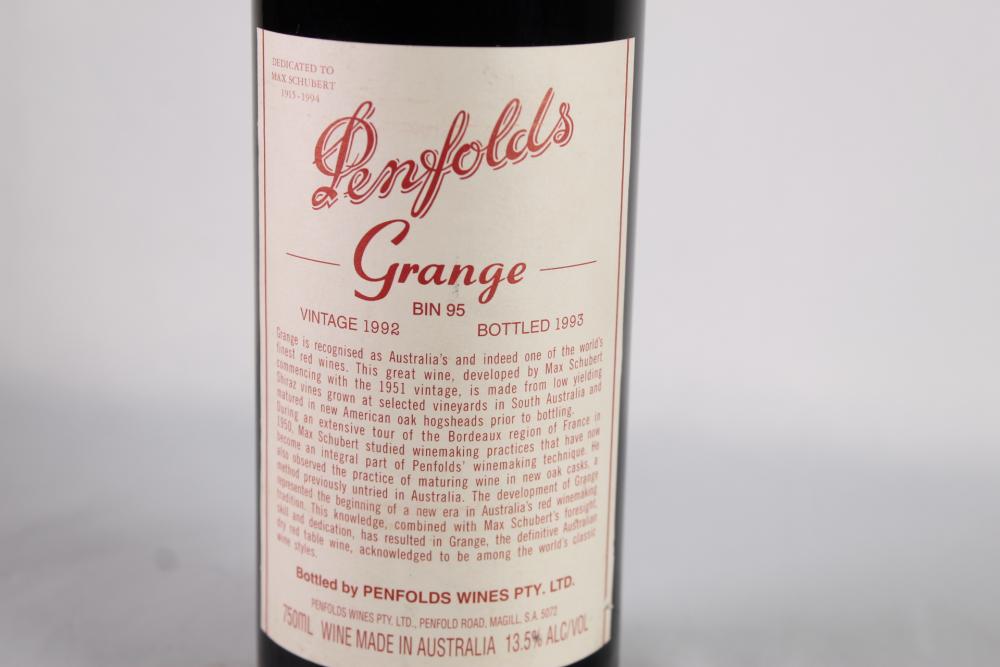 DEDICATED TO
MAX SCHUBERT
1915-1994
Penfolds
Grange
BIN 95
VINTAGE 1992 BOTTLED 1993
Grange is recognised as Australia's and indeed one of the world's
finest red wines. This great wine, developed by Max Schubert
commencing with the 1951 vintage, is made from low yielding
Shiraz vines grown at selected vineyards in South Australia and
matured in new American oak hogsheads prior to bottling.
During an extensive tour of the Bordeaux region of France in
1950, Max Schubert studied winemaking practices that have now
become an integral part of Penfolds' winemaking technique. He
also observed the practice of maturing wine in new oak casks, a
method previously untried in Australia. The development of Grange
represented the beginning of a new era in Australia's red winemaking
tradition. This knowledge, combined with Max Schubert's foresight,
skill and dedication, has resulted in Grange, the definitive Australian
dry red table wine, acknowledged to be among the world's classic
wine styles.
Bottled by PENFOLDS WINES PTY. LTD.
PENFOLDS WINES PTY. LTD., PENFOLD ROAD, MAGILL, S.A. 5072
750ML WINE MADE IN AUSTRALIA 13.5% ALC/VOL